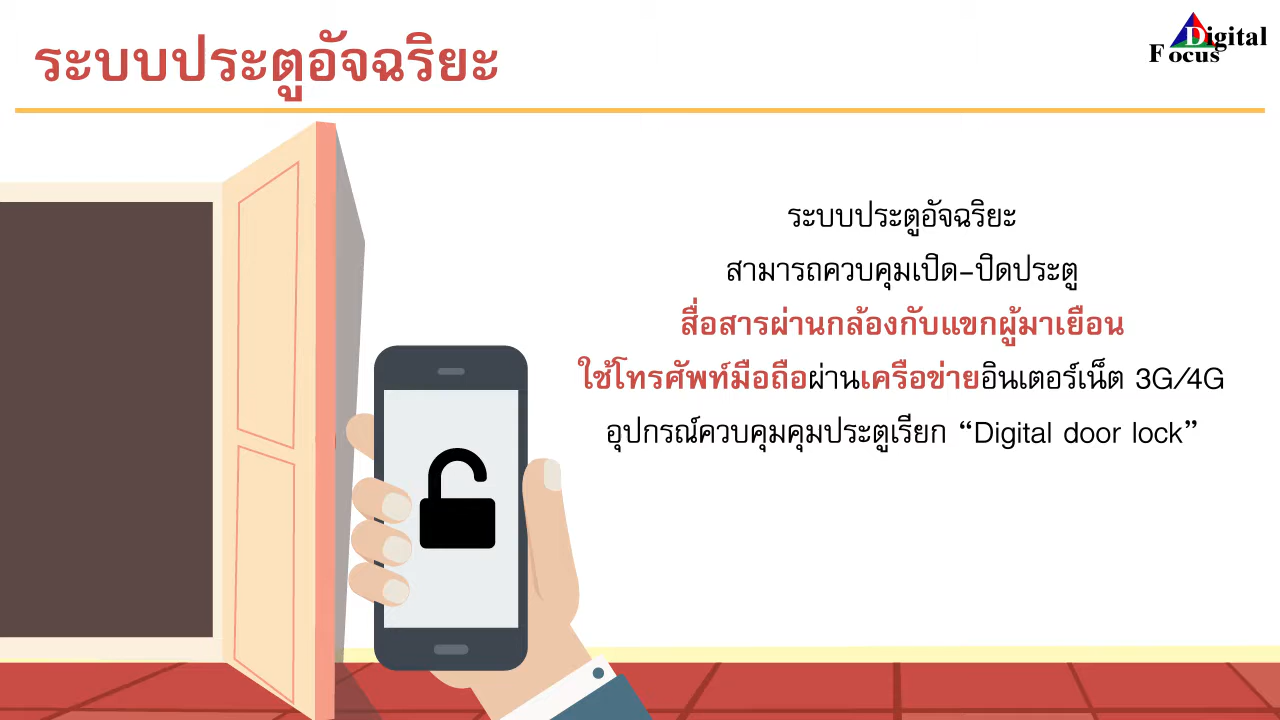 ระบบประตูอัจฉริยะ
Digital
Focus
ระบบประตูอัจฉริยะ
สามารถควบคุมเปิด-ปิดประตู
สื่อสารผ่านกล้องกับแขกผู้มาเยือน
ใช้โทรศัพท์มือถือผ่านเครือข่ายอินเตอร์เน็ต 3G/4G
อุปกรณ์ควบคุมคุมประตูเรียก “Digital door lock”